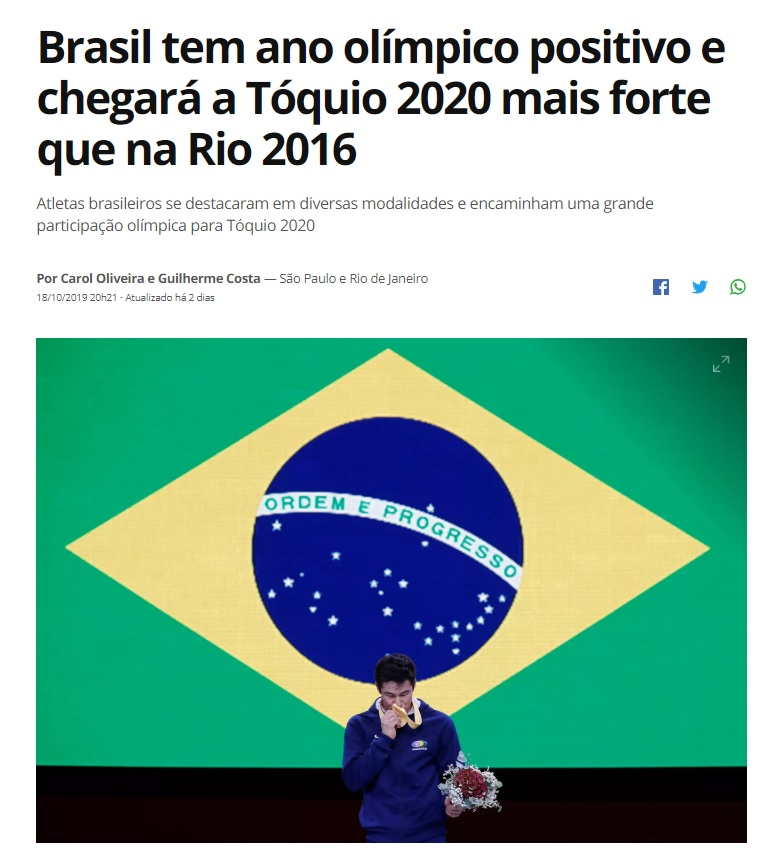 Brasil tem ano olímpico positivo e
chegará a Tóquio 2020 mais forte
que na Rio 2016
Atletas brasileiros se destacaram em diversas modalidades e encaminham uma grande
participação olímpica para Tóquio 2020
Por Carol Oliveira e Guilherme Costa — São Paulo e Rio de Janeiro
18/10/2019 20h21 · Atualizado há 2 dias
ORDEM E PROGRESSO